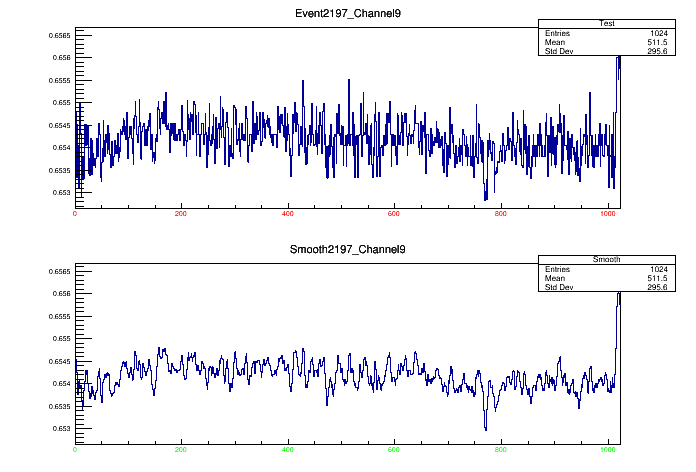 Event2197_Channel9
Test
Entries 1024
Mean 511.5
Std Dev 295.6
0.6565
0.656
0.6555
0.655
0.6545
0.654
0.6535
0.653
0 200 400 600 800 1000
Smooth2197_Channel9
Smooth
Entries 1024
Mean 511.5
Std Dev 295.6
0.6565
0.656
0.6555
0.655
0.6545
0.654
0.6535
0.653
0 200 400 600 800 1000